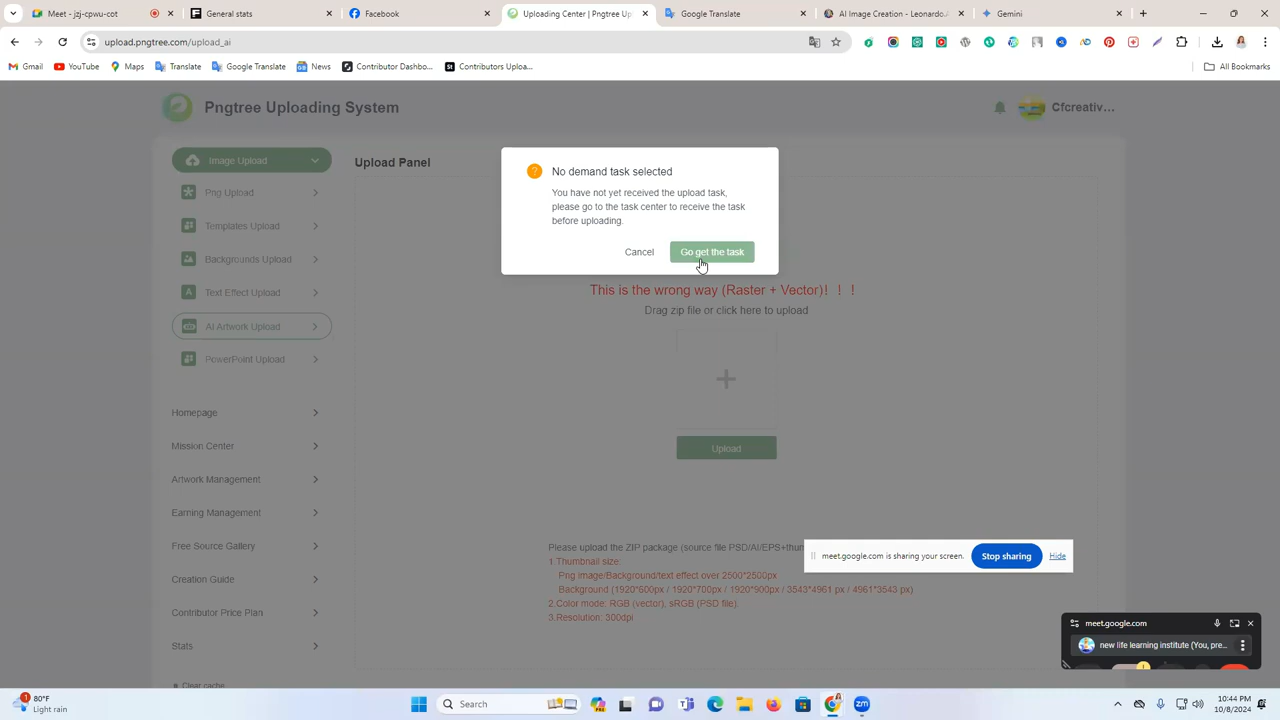 Meet - jzj-cpwu-cot
General stats
Facebook
Uploading Center | Pngtree | Up
Google Translate
AI Image Creation - Leonardo.A
Gemini
upload.pngtree.com/upload_ai
Gmail
YouTube
Maps
Translate
Google Translate
News
Contributor Dashbo...
Contributors Uploa...
All Bookmarks
Pngtree Uploading System
Cfcreativ...
Image Upload
Upload Panel
Png Upload
Templates Upload
Backgrounds Upload
Text Effect Upload
AI Artwork Upload
PowerPoint Upload
Homepage
Mission Center
Artwork Management
Earning Management
Free Source Gallery
Creation Guide
Contributor Price Plan
Stats
Clear cache
No demand task selected
You have not yet received the upload task,
please go to the task center to receive the task
before uploading.
Cancel
Go get the task
This is the wrong way (Raster + Vector)! ! !
Drag zip file or click here to upload
Upload
Please upload the ZIP package (source file PSD/AI/EPS+thun
1.Thumbnail size:
Png image/Background/text effect over 2500*2500px.
Background (1920*600px / 1920*700px / 1920*900px / 3543*4961 px / 4961*3543 px)
2.Color mode: RGB (vector), sRGB (PSD file).
3.Resolution: 300dpi
meet.google.com is sharing your screen.
Stop sharing
Hide
meet.google.com
new life learning institute (You, pre...
1
80°F
Light rain
Search
10:44 PM
10/8/2024